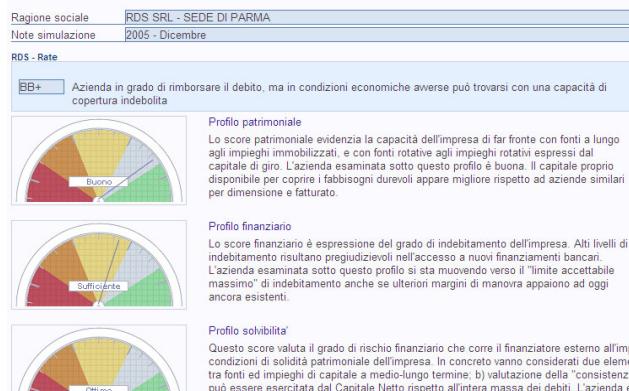 Ragione sociale RDS SRL - SEDE DI PARMA
Note simulazione 2005 - Dicembre
RDS - Rate
BB+ Azienda in grado di rimborsare il debito, ma in condizioni economiche avverse può trovarsi con una capacità di
copertura indebolita
Profilo patrimoniale
Lo score patrimoniale evidenzia la capacità dell'impresa di far fronte con fonti a lungo
agli impieghi immobilizzati, e con fonti rotative agli impieghi rotativi espressi dal
capitale di giro. L'azienda esaminata sotto questo profilo è buona. Il capitale proprio
disponibile per coprire i fabbisogni durevoli appare migliore rispetto ad aziende similari
per dimensione e fatturato.
Buono
Profilo finanziario
Lo score finanziario è espressione del grado di indebitamento dell'impresa. Alti livelli di
indebitamento risultano pregiudizievoli nell'accesso a nuovi finanziamenti bancari.
L'azienda esaminata sotto questo profilo si sta muovendo verso il "limite accettabile
massimo" di indebitamento anche se ulteriori margini di manovra appaiono ad oggi
ancora esistenti.
Sufficiente
Profilo solvibilita'
Questo score valuta il grado di rischio finanziario che corre il finanziatore esterno all'imp
condizioni di solidità patrimoniale dell'impresa. In concreto vanno considerati due eleme
tra fonti ed impieghi di capitale a medio-lungo termine; b) valutazione della "consistenz
può essere esercitata dal Capitale Netto rispetto all'intera massa dei debiti. L'azienda e
Ottimo